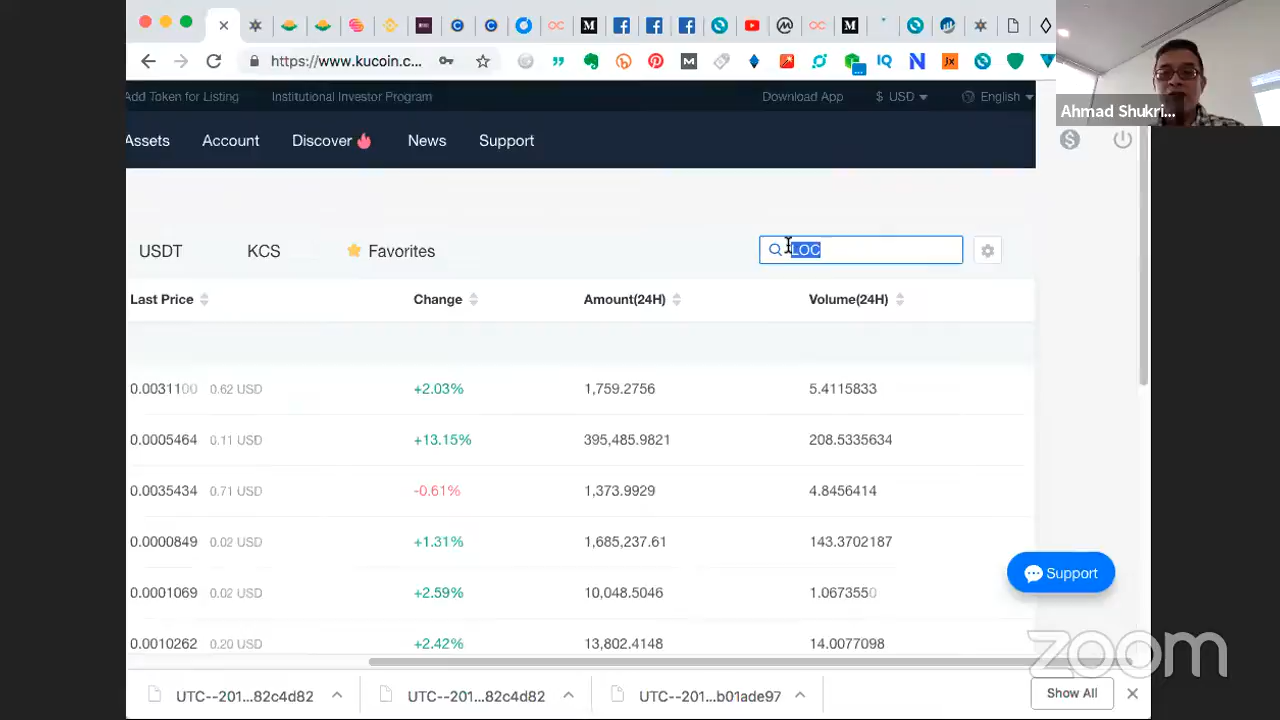 https://www.kucoin.c...
Ahmad Shukri...
Add Token for Listing Institutional Investor Program Download App $ USD English
Assets Account Discover News Support
USDT KCS Favorites LOC
Last Price Change Amount(24H) Volume(24H)
0.0031100 0.62 USD +2.03% 1,759.2756 5.4115833
0.0005464 0.11 USD +13.15% 395,485.9821 208.5335634
0.0035434 0.71 USD -0.61% 1,373.9929 4.8456414
0.0000849 0.02 USD +1.31% 1,685,237.61 143.3702187
Support
0.0001069 0.02 USD +2.59% 10,048.5046 1.0673550
0.0010262 0.20 USD +2.42% 13,802.4148 14.0077098
zoom
UTC--201...82c4d82 UTC--201...82c4d82 UTC--201...b01ade97 Show All